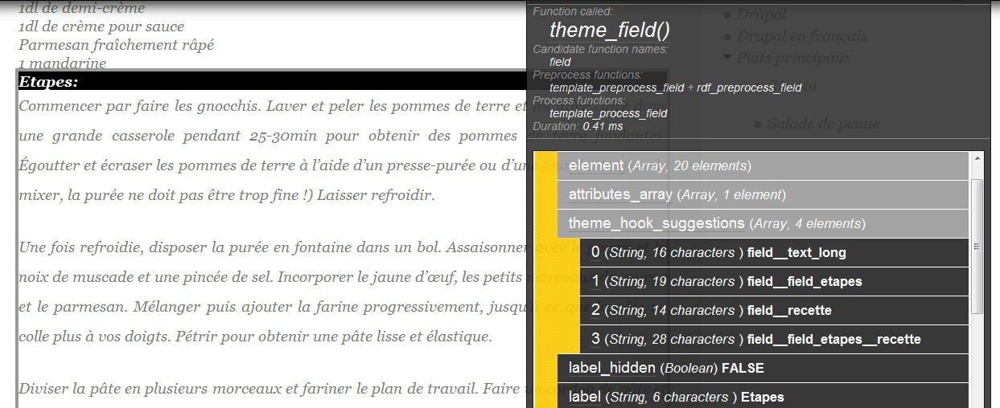 1dl de demi-crème
1dl de crème pour sauce
Parmesan fraîchement râpé
1 mandarine
Etapes:
Commencer par faire les gnocchis. Laver et peler les pommes de terre et les cuire dans
une grande casserole pendant 25-30min pour obtenir des pommes de terre fondantes.
Égoutter et écraser les pommes de terre à l'aide d'un presse-purée ou d'une
mixer, la purée ne doit pas être trop fine !) Laisser refroidir.
Une fois refroidie, disposer la purée en fontaine dans un bol. Assaisonner avec
noix de muscade et une pincée de sel. Incorporer le jaune d'œuf, les petits morceaux
et le parmesan. Mélanger puis ajouter la farine progressivement, jusqu'à ce que
colle plus à vos doigts. Pétrir pour obtenir une pâte lisse et élastique.
Diviser la pâte en plusieurs morceaux et fariner le plan de travail. Faire
Function called:
theme_field()
Candidate function names:
field
Preprocess functions:
template_preprocess_field + rdf_preprocess_field
Process functions:
template_process_field
Duration: 0.41 ms
element (Array, 20 elements)
attributes_array (Array, 1 element)
theme_hook_suggestions (Array, 4 elements)
0 (String, 16 characters ) field__text_long
1 (String, 19 characters ) field__field_etapes
2 (String, 14 characters ) field__recette
3 (String, 28 characters ) field__field_etapes__recette
label_hidden (Boolean) FALSE
label (String, 6 characters ) Etapes
Drupal
Drupal en francais
Plats principaux
Salade de penne